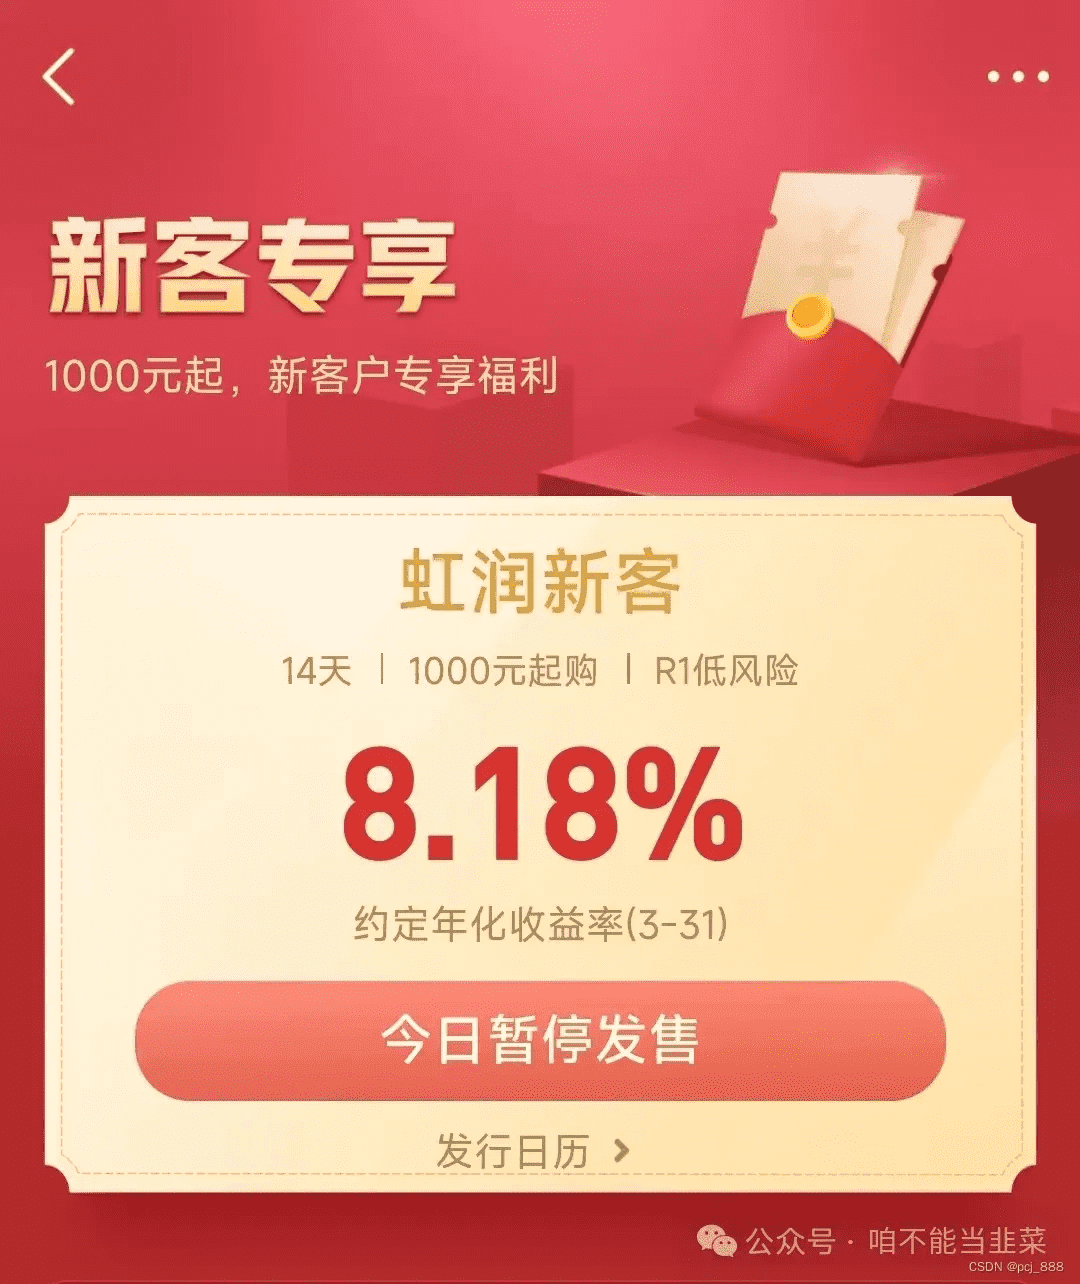 新客专享
1000元起，新客户专享福利
虹润新客
14天 | 1000元起购 | R1低风险
8.18%
约定年化收益率(3-31)
今日暂停发售
发行日历 >
公众号 · 咱不能当韭菜
CSDN @pcj_888